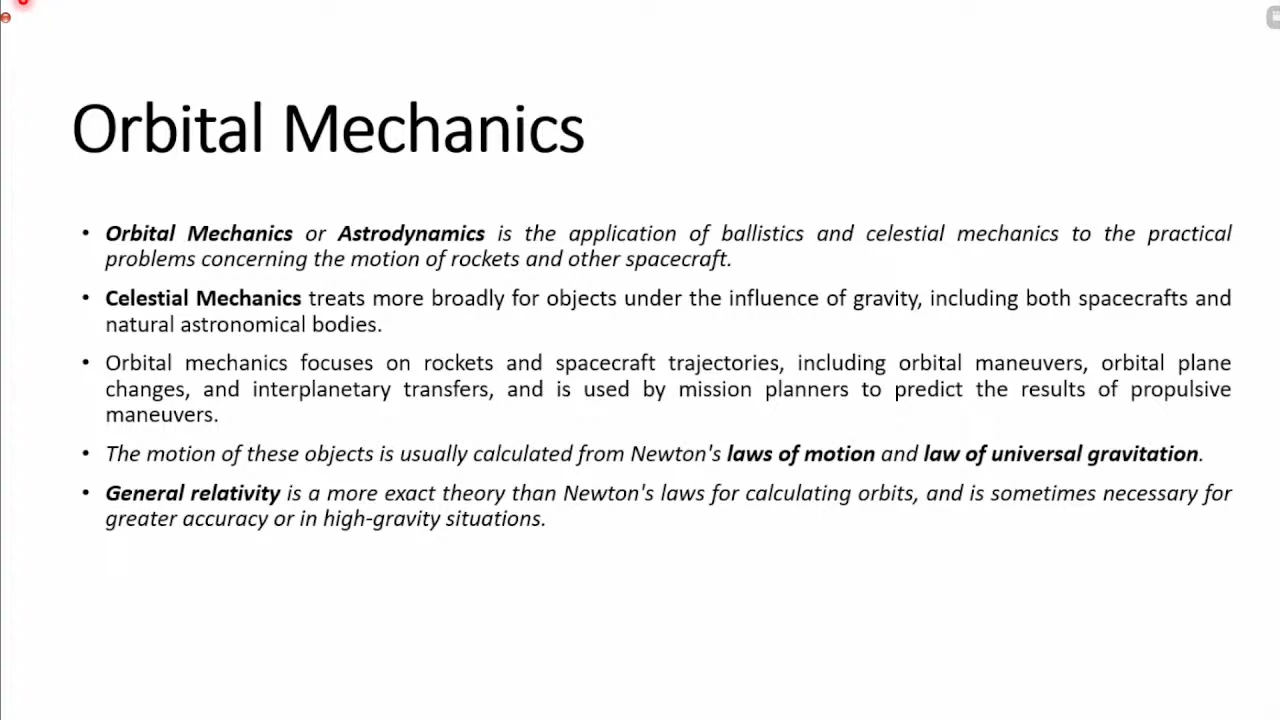 Orbital Mechanics
• Orbital Mechanics or Astrodynamics is the application of ballistics and celestial mechanics to the practical
problems concerning the motion of rockets and other spacecraft.
• Celestial Mechanics treats more broadly for objects under the influence of gravity, including both spacecrafts and
natural astronomical bodies.
• Orbital mechanics focuses on rockets and spacecraft trajectories, including orbital maneuvers, orbital plane
changes, and interplanetary transfers, and is used by mission planners to predict the results of propulsive
maneuvers.
• The motion of these objects is usually calculated from Newton's laws of motion and law of universal gravitation.
• General relativity is a more exact theory than Newton's laws for calculating orbits, and is sometimes necessary for
greater accuracy or in high-gravity situations.